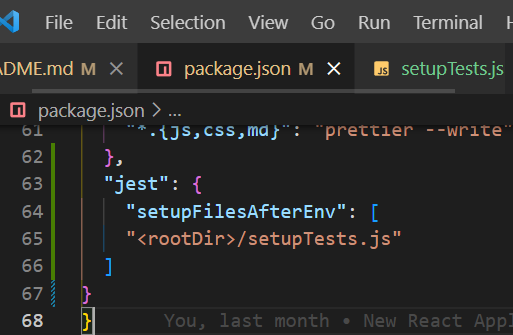 File Edit Selection View Go Run Terminal
ADME.md M package.json M setupTests.js
package.json > ...
61 "*.{js,css,md}": "prettier --write"
62 },
63 "jest": {
64 "setupFilesAfterEnv": [
65 "<rootDir>/setupTests.js"
66 ]
67 }
68 } You, last month • New React Appl